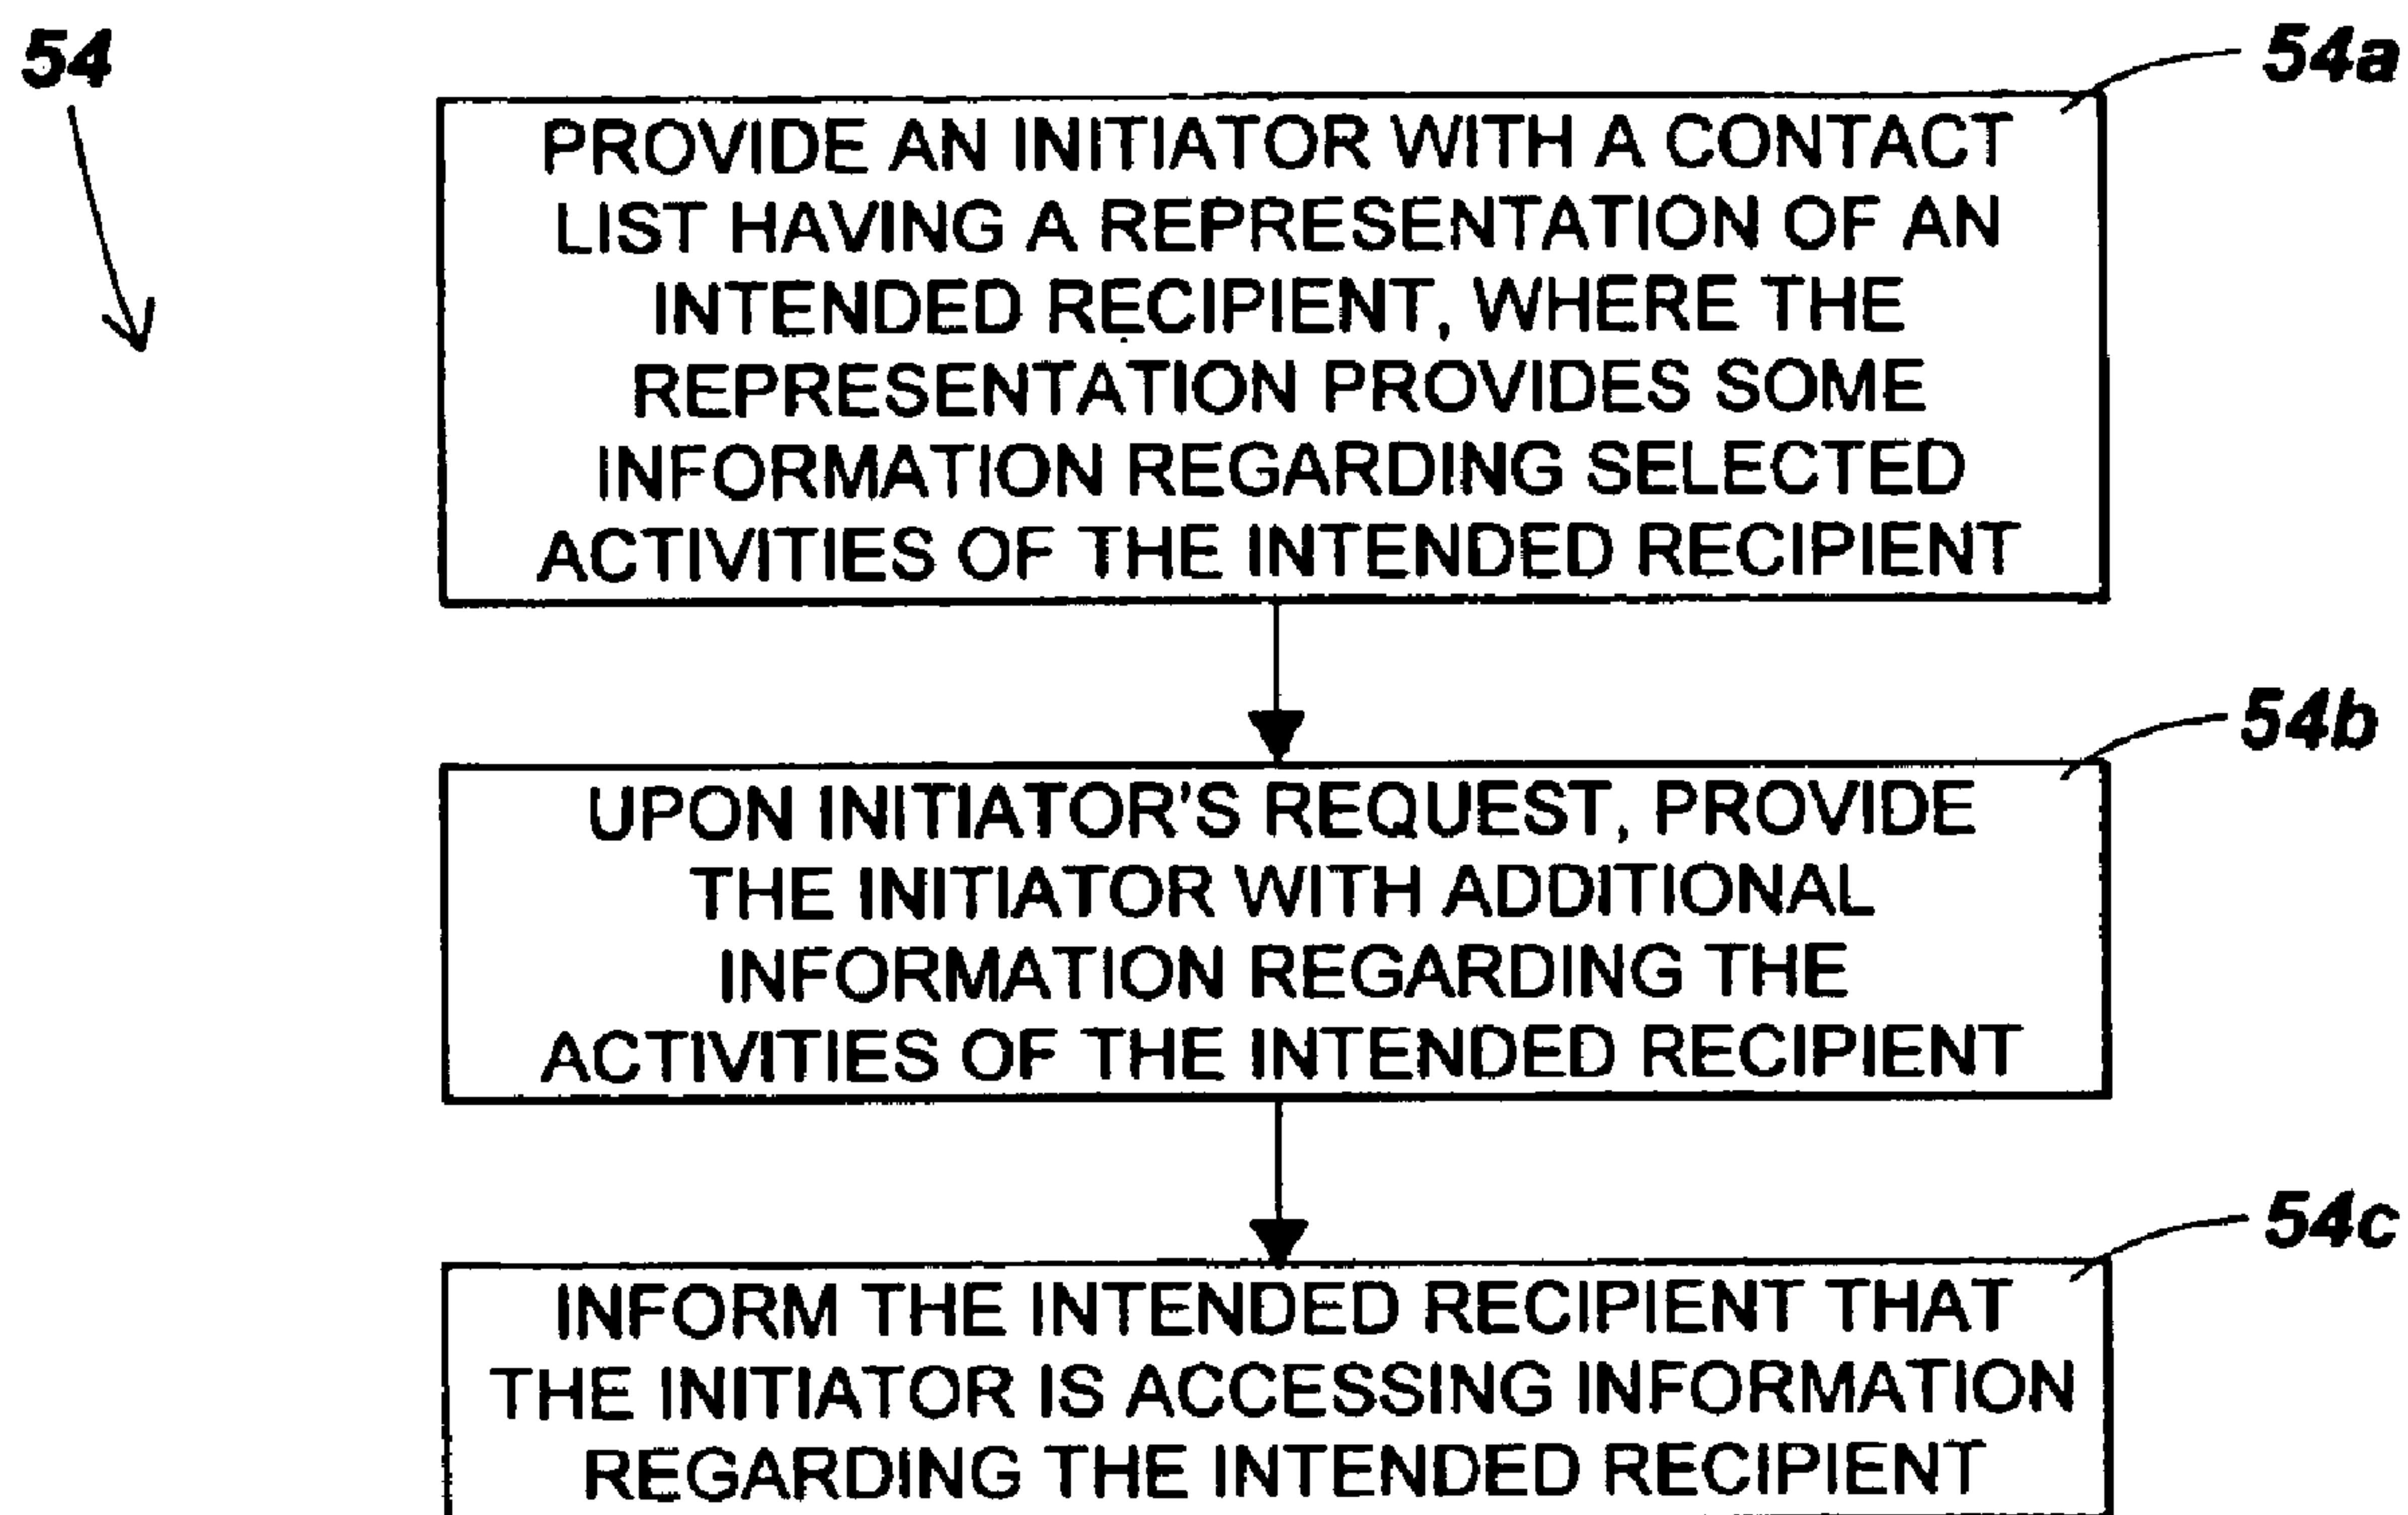 54
54a
PROVIDE AN INITIATOR WITH A CONTACT
LIST HAVING A REPRESENTATION OF AN
INTENDED RECIPIENT, WHERE THE
REPRESENTATION PROVIDES SOME
INFORMATION REGARDING SELECTED
ACTIVITIES OF THE INTENDED RECIPIENT
54b
UPON INITIATOR'S REQUEST, PROVIDE
THE INITIATOR WITH ADDITIONAL
INFORMATION REGARDING THE
ACTIVITIES OF THE INTENDED RECIPIENT
54c
INFORM THE INTENDED RECIPIENT THAT
THE INITIATOR IS ACCESSING INFORMATION
REGARDING THE INTENDED RECIPIENT